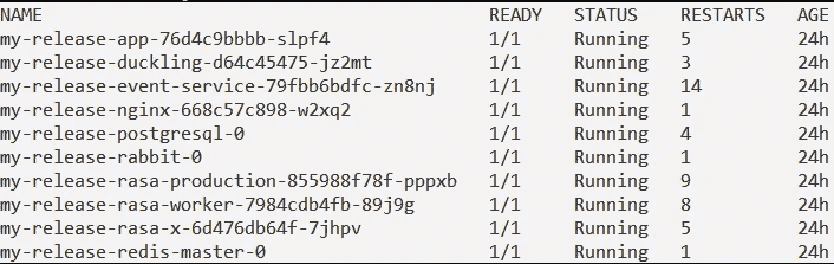 NAME READY STATUS RESTARTS AGE
my-release-app-76d4c9bbbb-slpf4 1/1 Running 5 24h
my-release-duckling-d64c45475-jz2mt 1/1 Running 3 24h
my-release-event-service-79fbb6bdfc-zn8nj 1/1 Running 14 24h
my-release-nginx-668c57c898-w2xq2 1/1 Running 1 24h
my-release-postgresql-0 1/1 Running 4 24h
my-release-rabbit-0 1/1 Running 1 24h
my-release-rasa-production-855988f78f-pppxb 1/1 Running 9 24h
my-release-rasa-worker-7984cdb4fb-89j9g 1/1 Running 8 24h
my-release-rasa-x-6d476db64f-7jhpv 1/1 Running 5 24h
my-release-redis-master-0 1/1 Running 1 24h